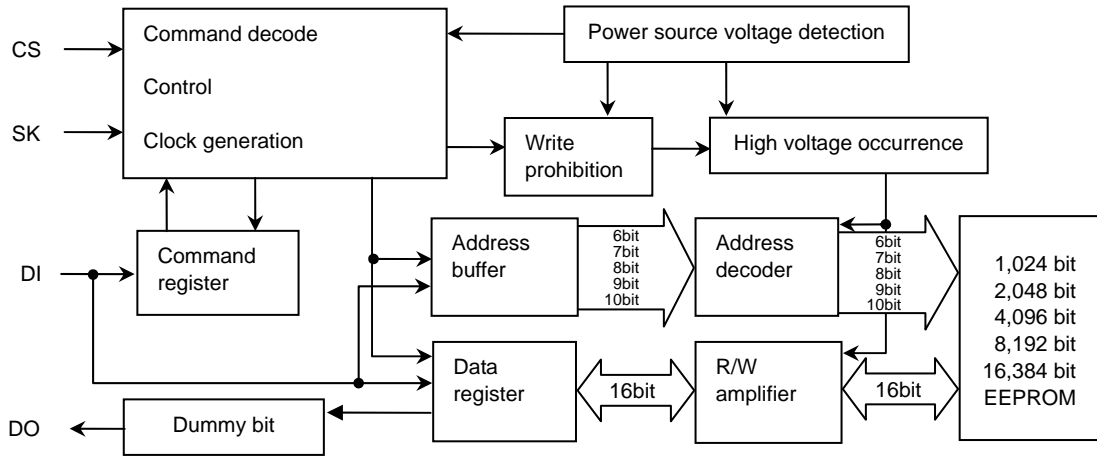 CS
SK
DI
DO
Command decode
Control
Clock generation
Power source voltage detection
Write
prohibition
High voltage occurrence
Command
register
Address
buffer
6bit
7bit
8bit
9bit
10bit
Address
decoder
6bit
7bit
8bit
9bit
10bit
1,024 bit
2,048 bit
4,096 bit
8,192 bit
16,384 bit
EEPROM
Data
register
16bit
R/W
amplifier
16bit
Dummy bit